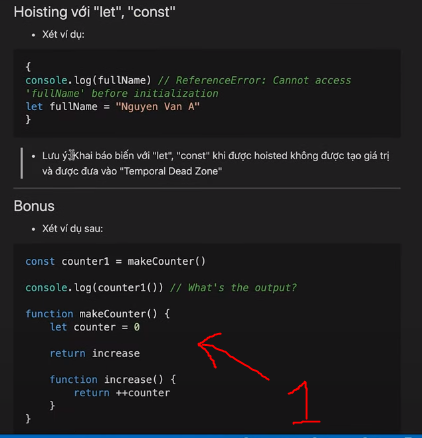 Hoisting với "let", "const"
• Xét ví dụ:
{
console.log(fullName) // ReferenceError: Cannot access
'fullName' before initialization
let fullName = "Nguyen Van A"
}
• Lưu ý: Khai báo biến với "let", "const" khi được hoisted không được tạo giá trị
và được đưa vào "Temporal Dead Zone"
Bonus
• Xét ví dụ sau:
const counter1 = makeCounter()
console.log(counter1()) // What's the output?
function makeCounter() {
let counter = 0
return increase
function increase() {
return ++counter
}
}
1